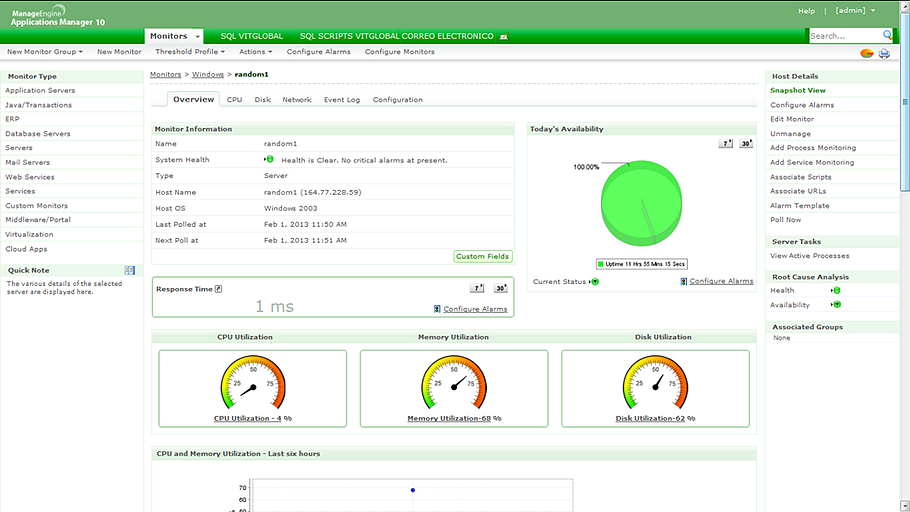 ManageEngine
Applications Manager 10
Help | [admin]
Monitors SQL VITGLOBAL SQL SCRIPTS VITGLOBAL CORREO ELECTRONICO
Search...
New Monitor Group New Monitor Threshold Profile Actions Configure Alarms Configure Monitors
Monitor Type
Application Servers
Java/Transactions
ERP
Database Servers
Servers
Mail Servers
Web Services
Services
Custom Monitors
Middleware/Portal
Virtualization
Cloud Apps
Quick Note
The various details of the selected
server are displayed here.
Monitors > Windows > random1
Overview CPU Disk Network Event Log Configuration
Monitor Information
Name random1
System Health Health is Clear. No critical alarms at present.
Type Server
Host Name random1 (164.77.228.59)
Host OS Windows 2003
Last Polled at Feb 1, 2013 11:50 AM
Next Poll at Feb 1, 2013 11:51 AM
Custom Fields
Response Time 7 30
1 ms
Configure Alarms
Today's Availability
7 30
100.00%
Uptime 11 Hrs 55 Mins 15 Secs
Current Status Configure Alarms
CPU Utilization Memory Utilization Disk Utilization
25 50 75
25 50 75
25 50 75
CPU Utilization - 4 %
Memory Utilization-68 %
Disk Utilization-62 %
CPU and Memory Utilization - Last six hours
70
60
Host Details
Snapshot View
Configure Alarms
Edit Monitor
Unmanage
Add Process Monitoring
Add Service Monitoring
Associate Scripts
Associate URLs
Alarm Template
Poll Now
Server Tasks
View Active Processes
Root Cause Analysis
Health
Availability
Associated Groups
None